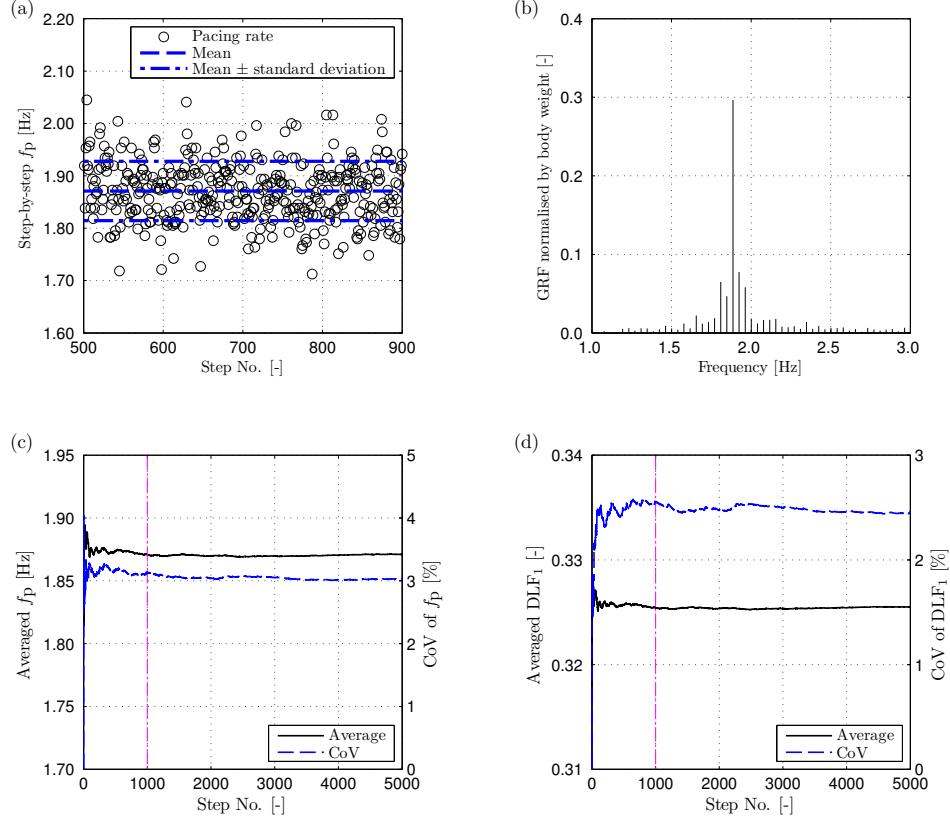 (a)
2.20
2.10
2.00
1.90
1.80
1.70
1.60
Step-by-step fp [Hz]
Pacing rate
Mean
Mean ± standard deviation
500
600
700
800
900
Step No. [-]
(b)
0.4
0.3
0.2
0.1
0.0
GRF normalised by body weight [-]
1.0
1.5
2.0
2.5
3.0
Frequency [Hz]
(c)
1.95
1.90
1.85
1.80
1.75
1.70
Averaged fp [Hz]
5
4
3
2
1
0
CoV of fp [%]
Average
CoV
0
1000
2000
3000
4000
5000
Step No. [-]
(d)
0.34
0.33
0.32
0.31
Averaged DLF1 [-]
3
2
1
0
CoV of DLF1 [%]
Average
CoV
0
1000
2000
3000
4000
5000
Step No. [-]